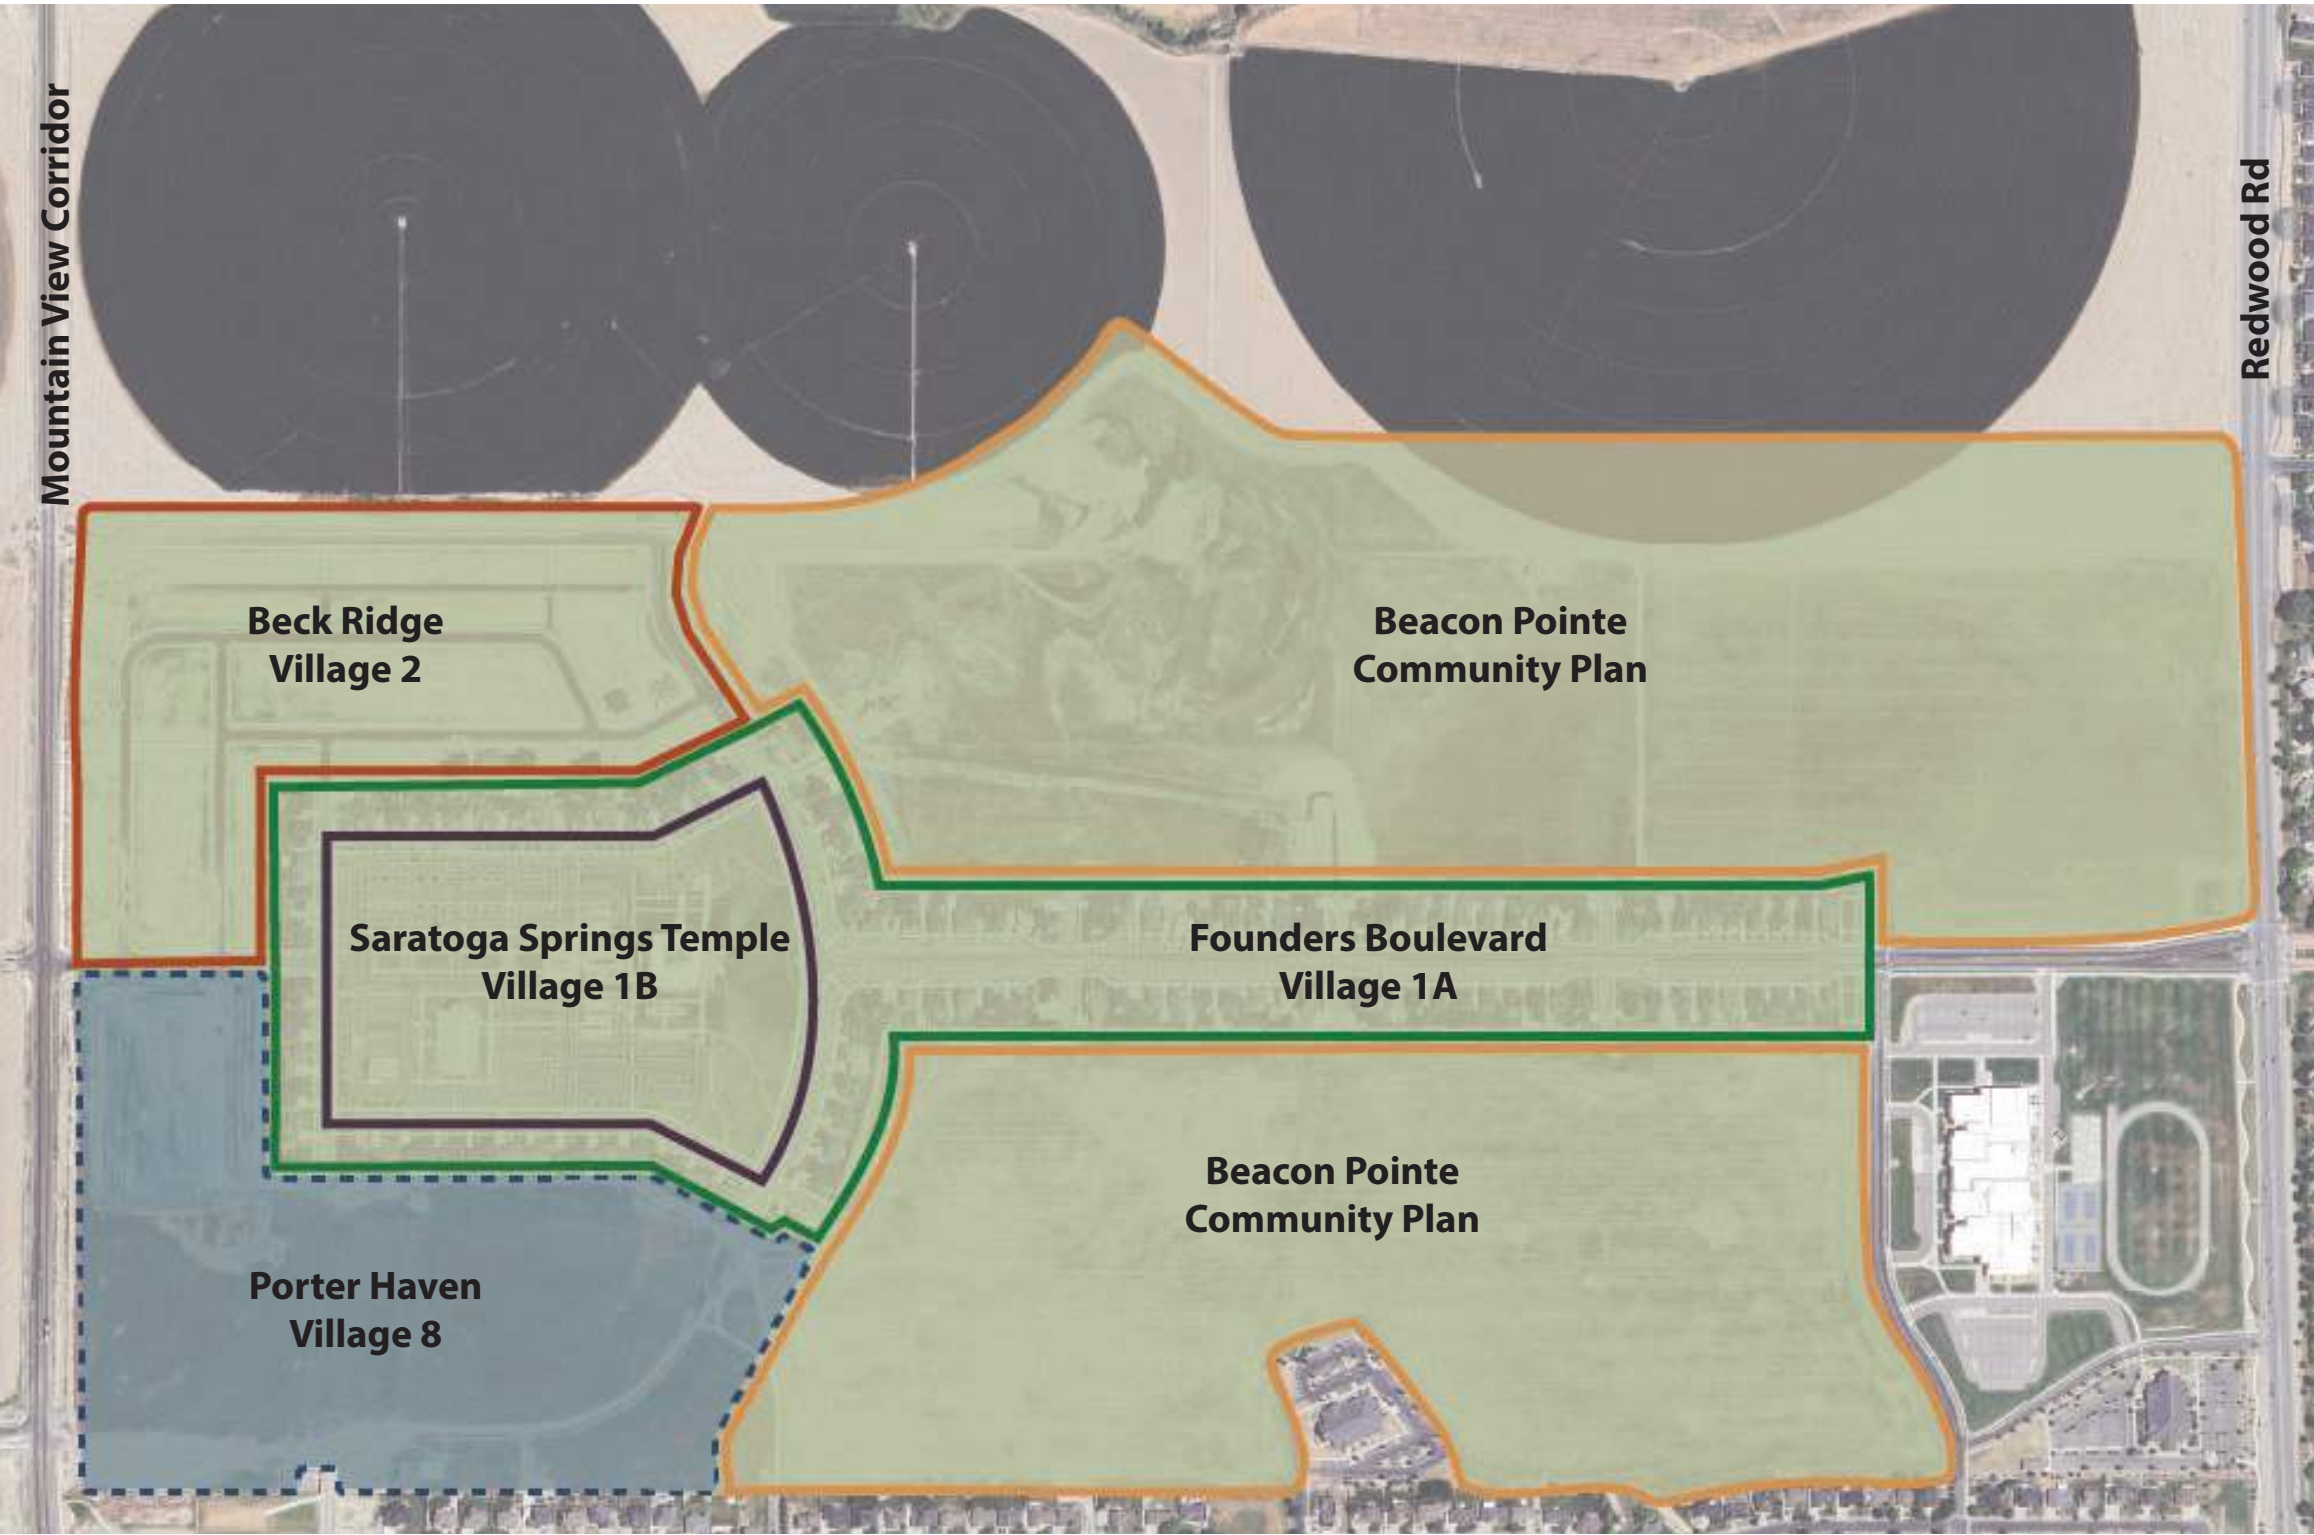 Mountain View Corridor
Redwood Rd
Beck Ridge
Village 2
Beacon Pointe
Community Plan
Saratoga Springs Temple
Village 1B
Founders Boulevard
Village 1A
Beacon Pointe
Community Plan
Porter Haven
Village 8